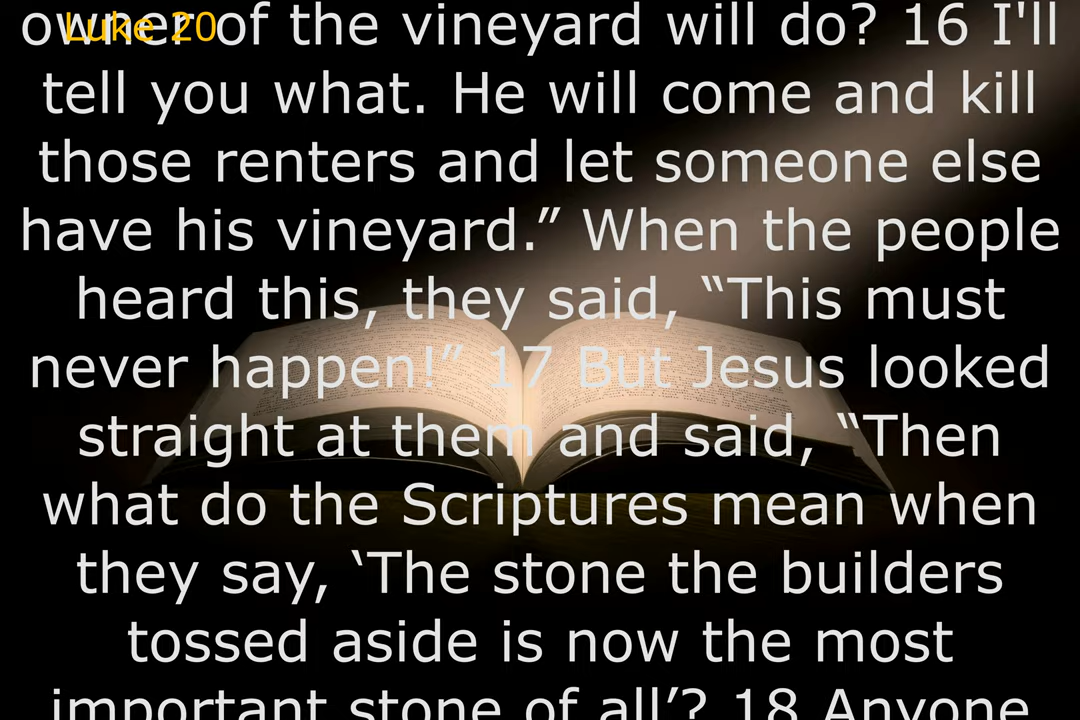 Luke 20
owner of the vineyard will do? 16 I'll
tell you what. He will come and kill
those renters and let someone else
have his vineyard.” When the people
heard this, they said, “This must
never happen!” 17 But Jesus looked
straight at them and said, “Then
what do the Scriptures mean when
they say, ‘The stone the builders
tossed aside is now the most
important stone of all’? 18 Anyone